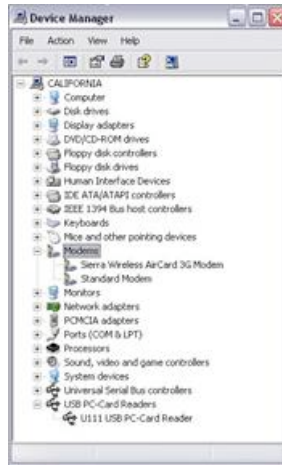 Device Manager
File Action View Help
CALIFORNIA
Computer
Disk drives
Display adapters
DVD/CD-ROM drives
Floppy disk controllers
Floppy disk drives
Human Interface Devices
IDE ATA/ATAPI controllers
IEEE 1394 Bus host controllers
Keyboards
Mice and other pointing devices
Modems
Sierra Wireless AirCard 3G Modem
Standard Modem
Monitors
Network adapters
PCMCIA adapters
Ports (COM & LPT)
Processors
Sound, video and game controllers
System devices
Universal Serial Bus controllers
USB PC-Card Readers
U111 USB PC-Card Reader